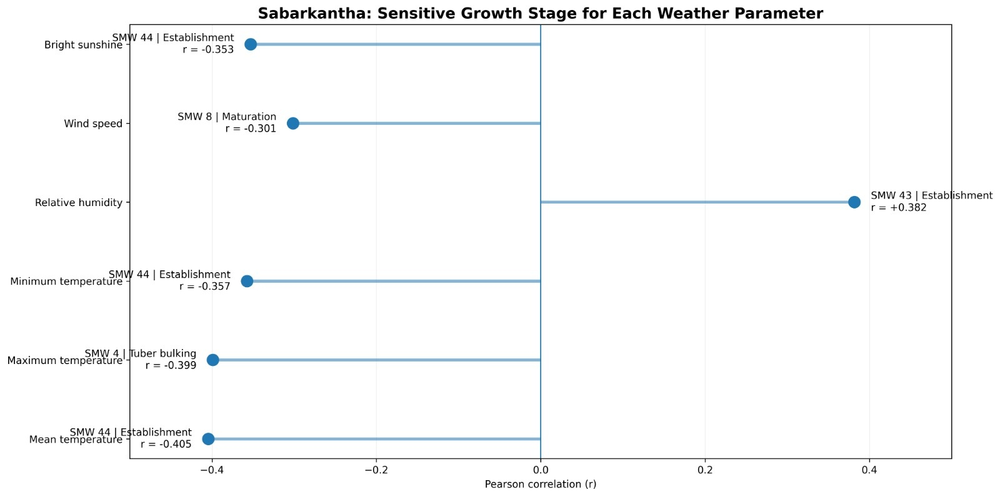 Sabarkantha: Sensitive Growth Stage for Each Weather Parameter
Bright sunshine
SMW 44 | Establishment
r = -0.353
Wind speed
SMW 8 | Maturation
r = -0.301
Relative humidity
SMW 43 | Establishment
r = +0.382
Minimum temperature
SMW 44 | Establishment
r = -0.357
Maximum temperature
SMW 4 | Tuber bulking
r = -0.399
Mean temperature
SMW 44 | Establishment
r = -0.405
−0.4 −0.2 0.0 0.2 0.4
Pearson correlation (r)